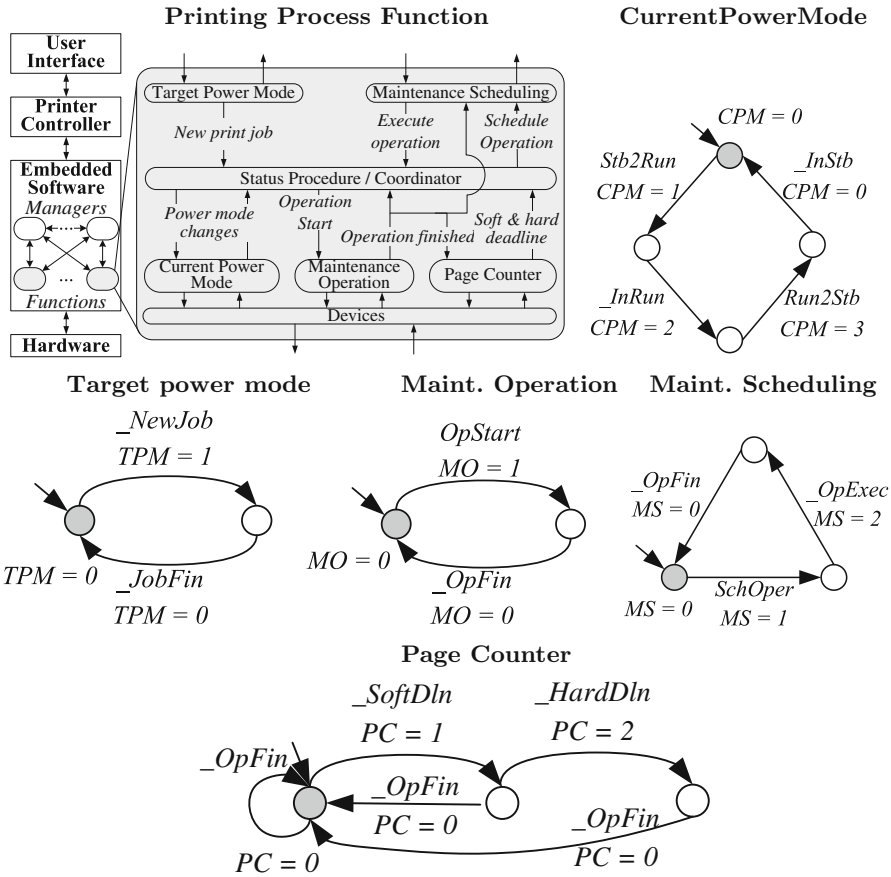 Printing Process Function
CurrentPowerMode
User
Interface
Printer
Controller
Embedded
Software
Managers
...
...
Functions
Hardware
Target Power Mode
Maintenance Scheduling
New print job
Execute
operation
Schedule
Operation
Status Procedure / Coordinator
Power mode
changes
Operation
Start
Operation finished
Soft & hard
deadline
Current Power
Mode
Maintenance
Operation
Page Counter
Devices
CPM = 0
Stb2Run
CPM = 1
_InStb
CPM = 0
_InRun
CPM = 2
Run2Stb
CPM = 3
Target power mode
Maint. Operation
Maint. Scheduling
_NewJob
TPM = 1
TPM = 0
_JobFin
TPM = 0
OpStart
MO = 1
MO = 0
_OpFin
MO = 0
_OpFin
MS = 0
_OpExec
MS = 2
MS = 0
SchOper
MS = 1
Page Counter
_SoftDln
PC = 1
_HardDln
PC = 2
_OpFin
_OpFin
PC = 0
_OpFin
PC = 0
PC = 0